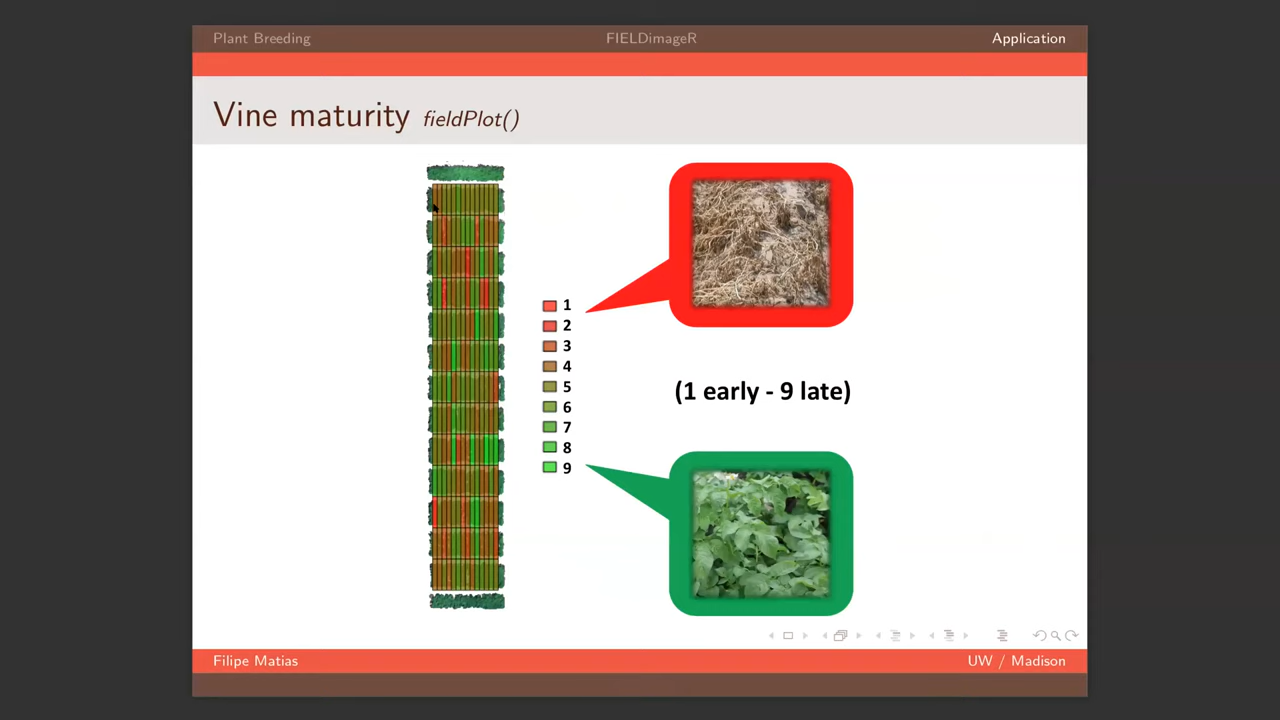 Plant Breeding FIELDimageR Application
Vine maturity fieldPlot()
1
2
3
4
5
6
7
8
9
(1 early - 9 late)
Filipe Matias UW / Madison